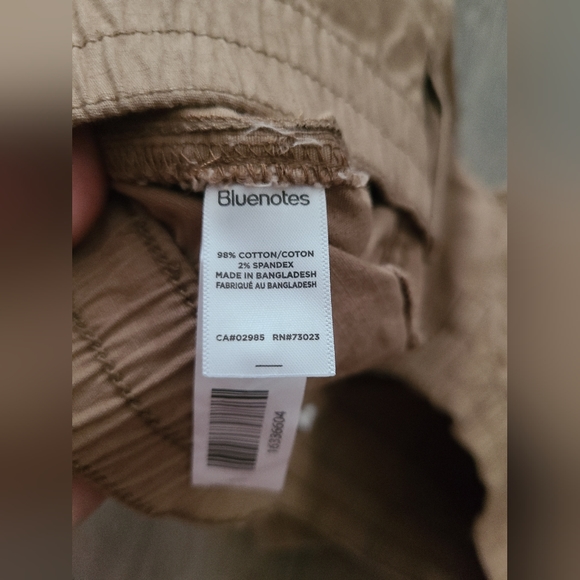 Bluenotes
98% COTTON/COTON
2% SPANDEX
MADE IN BANGLADESH
FABRIQUÉ AU BANGLADESH
CA#02985 RN#73023
16336604